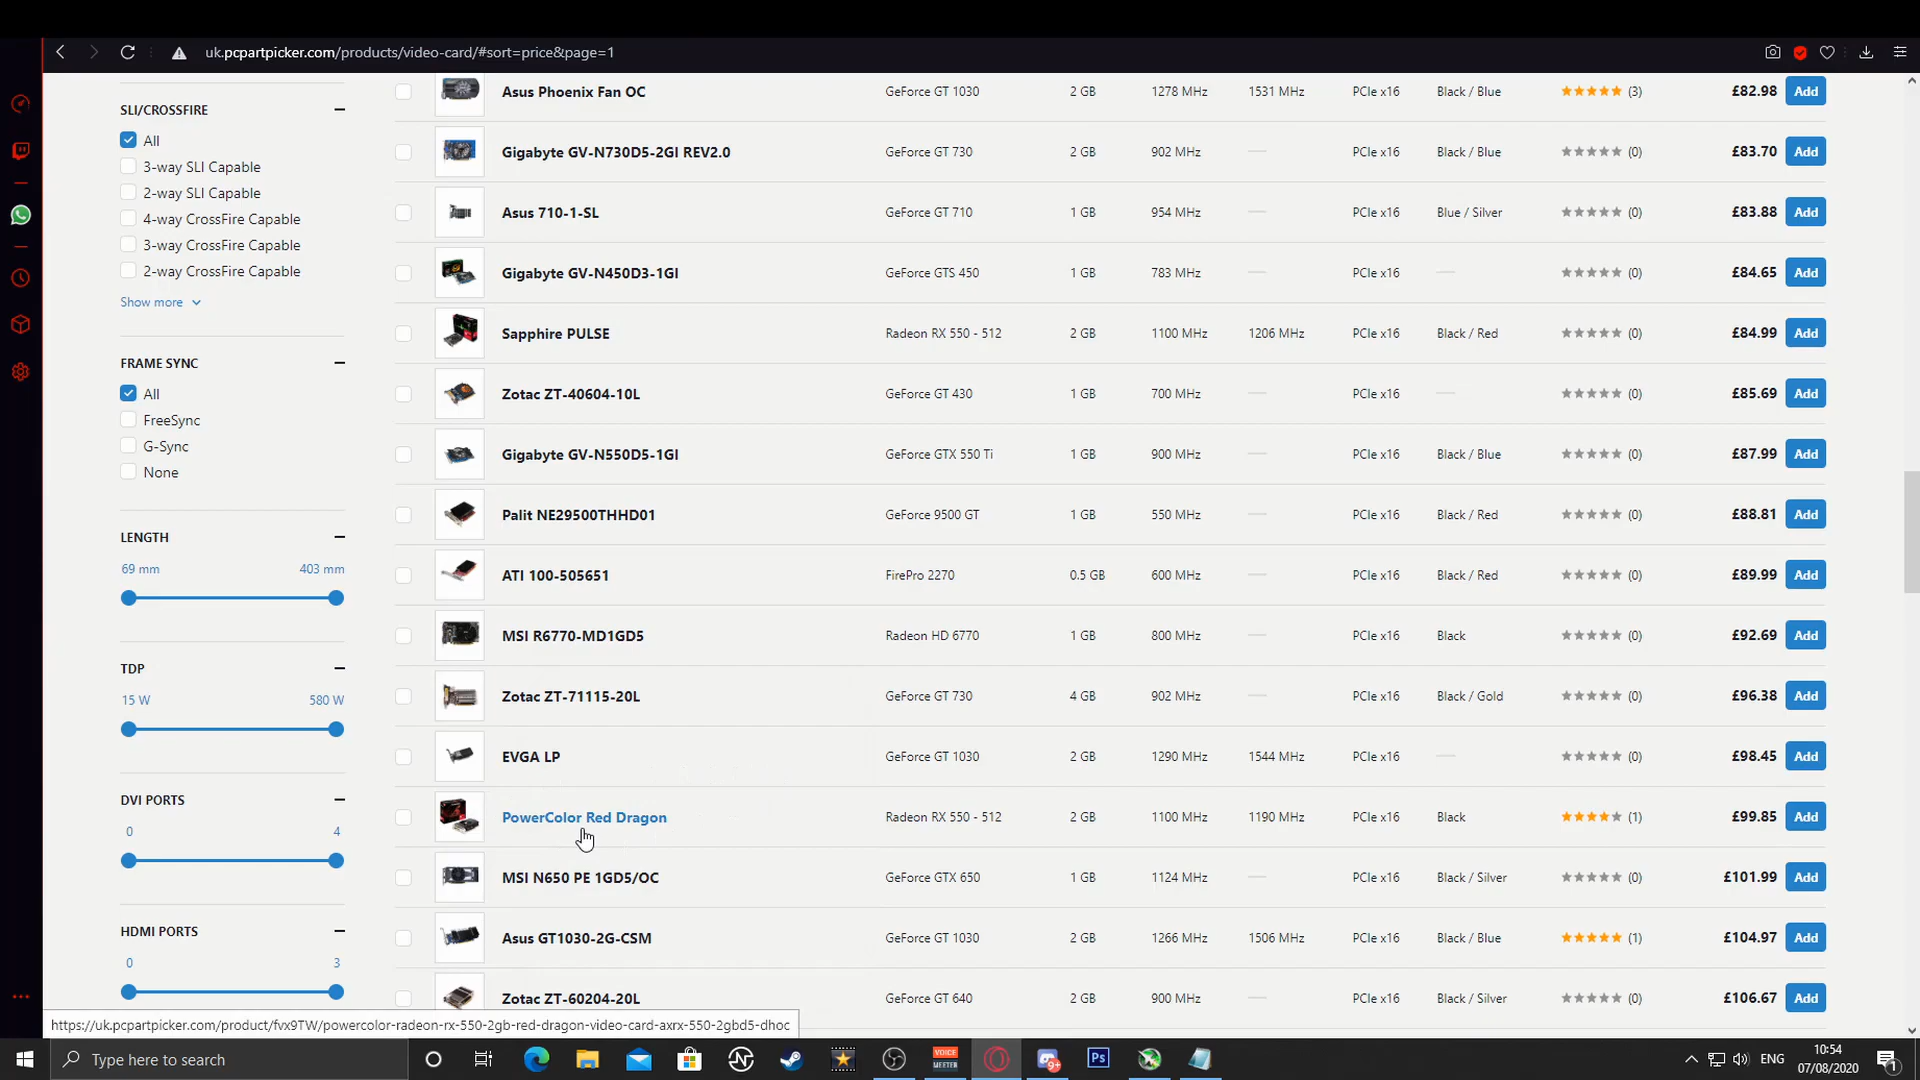 uk.pcpartpicker.com/products/video-card/#sort=price&page=1
SLI/CROSSFIRE
All
3-way SLI Capable
2-way SLI Capable
4-way CrossFire Capable
3-way CrossFire Capable
2-way CrossFire Capable
Show more
FRAME SYNC
All
FreeSync
G-Sync
None
LENGTH
69 mm 403 mm
TDP
15 W 580 W
DVI PORTS
0 4
HDMI PORTS
0 3
Asus Phoenix Fan OC GeForce GT 1030 2 GB 1278 MHz 1531 MHz PCIe x16 Black / Blue (3) £82.98 Add
Gigabyte GV-N730D5-2GI REV2.0 GeForce GT 730 2 GB 902 MHz — PCIe x16 Black / Blue (0) £83.70 Add
Asus 710-1-SL GeForce GT 710 1 GB 954 MHz — PCIe x16 Blue / Silver (0) £83.88 Add
Gigabyte GV-N450D3-1GI GeForce GTS 450 1 GB 783 MHz — PCIe x16 — (0) £84.65 Add
Sapphire PULSE Radeon RX 550 - 512 2 GB 1100 MHz 1206 MHz PCIe x16 Black / Red (0) £84.99 Add
Zotac ZT-40604-10L GeForce GT 430 1 GB 700 MHz — PCIe x16 — (0) £85.69 Add
Gigabyte GV-N550D5-1GI GeForce GTX 550 Ti 1 GB 900 MHz — PCIe x16 Black / Blue (0) £87.99 Add
Palit NE29500THHD01 GeForce 9500 GT 1 GB 550 MHz — PCIe x16 Black / Red (0) £88.81 Add
ATI 100-505651 FirePro 2270 0.5 GB 600 MHz — PCIe x16 Black / Red (0) £89.99 Add
MSI R6770-MD1GD5 Radeon HD 6770 1 GB 800 MHz — PCIe x16 Black (0) £92.69 Add
Zotac ZT-71115-20L GeForce GT 730 4 GB 902 MHz — PCIe x16 Black / Gold (0) £96.38 Add
EVGA LP GeForce GT 1030 2 GB 1290 MHz 1544 MHz PCIe x16 — (0) £98.45 Add
PowerColor Red Dragon Radeon RX 550 - 512 2 GB 1100 MHz 1190 MHz PCIe x16 Black (1) £99.85 Add
MSI N650 PE 1GD5/OC GeForce GTX 650 1 GB 1124 MHz — PCIe x16 Black / Silver (0) £101.99 Add
Asus GT1030-2G-CSM GeForce GT 1030 2 GB 1266 MHz 1506 MHz PCIe x16 Black / Blue (1) £104.97 Add
Zotac ZT-60204-20L GeForce GT 640 2 GB 900 MHz — PCIe x16 Black / Silver (0) £106.67 Add
https://uk.pcpartpicker.com/product/fvx9TW/powercolor-radeon-rx-550-2gb-red-dragon-video-card-axrx-550-2gbd5-dhoc
Type here to search
VOICE
MEETER
9+
Ps
ENG
10:54
07/08/2020
1